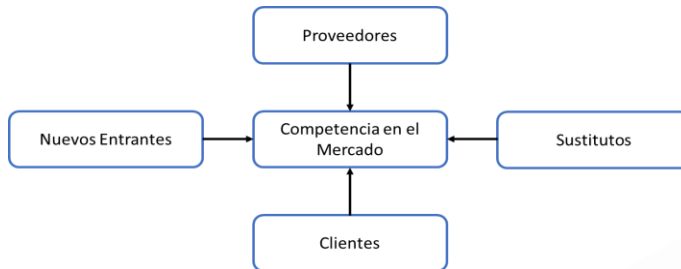 Proveedores
Nuevos Entrantes
Competencia en el
Mercado
Sustitutos
Clientes